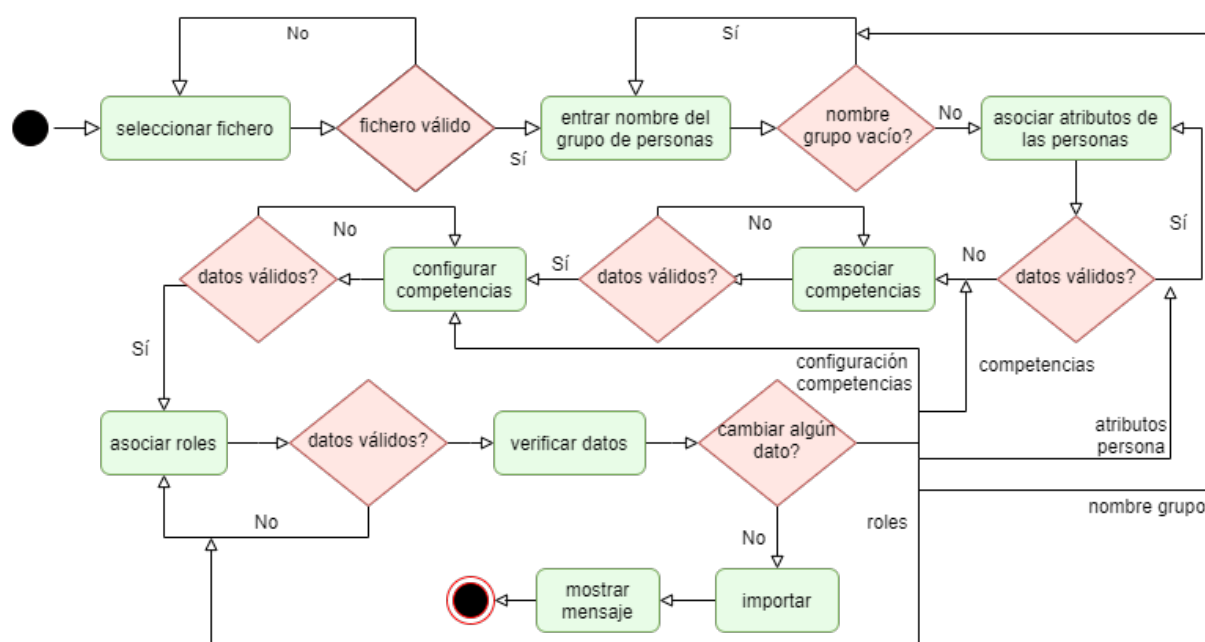 No
Sí
seleccionar fichero
fichero válido
Sí
entrar nombre del
grupo de personas
nombre
grupo vacío?
No
asociar atributos de
las personas
No
No
Sí
datos válidos?
configurar
competencias
Sí
datos válidos?
asociar
competencias
No
datos válidos?
Sí
configuración
competencias
competencias
asociar roles
datos válidos?
verificar datos
cambiar algún
dato?
atributos
persona
No
roles
nombre grupo
No
mostrar
mensaje
importar